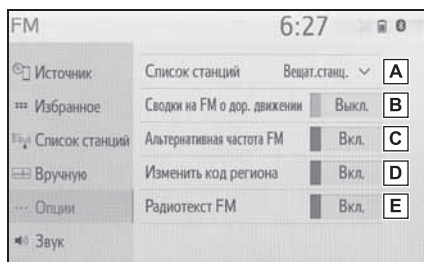 FM 6:27
Источник
Список станций Вещат.станц. A
Избранное
Сводки на FM о дор. движении Выкл. B
Список станций
Альтернативная частота FM Вкл. C
Вручную
Изменить код региона Вкл. D
Опции
Радиотекст FM Вкл. E
Звук